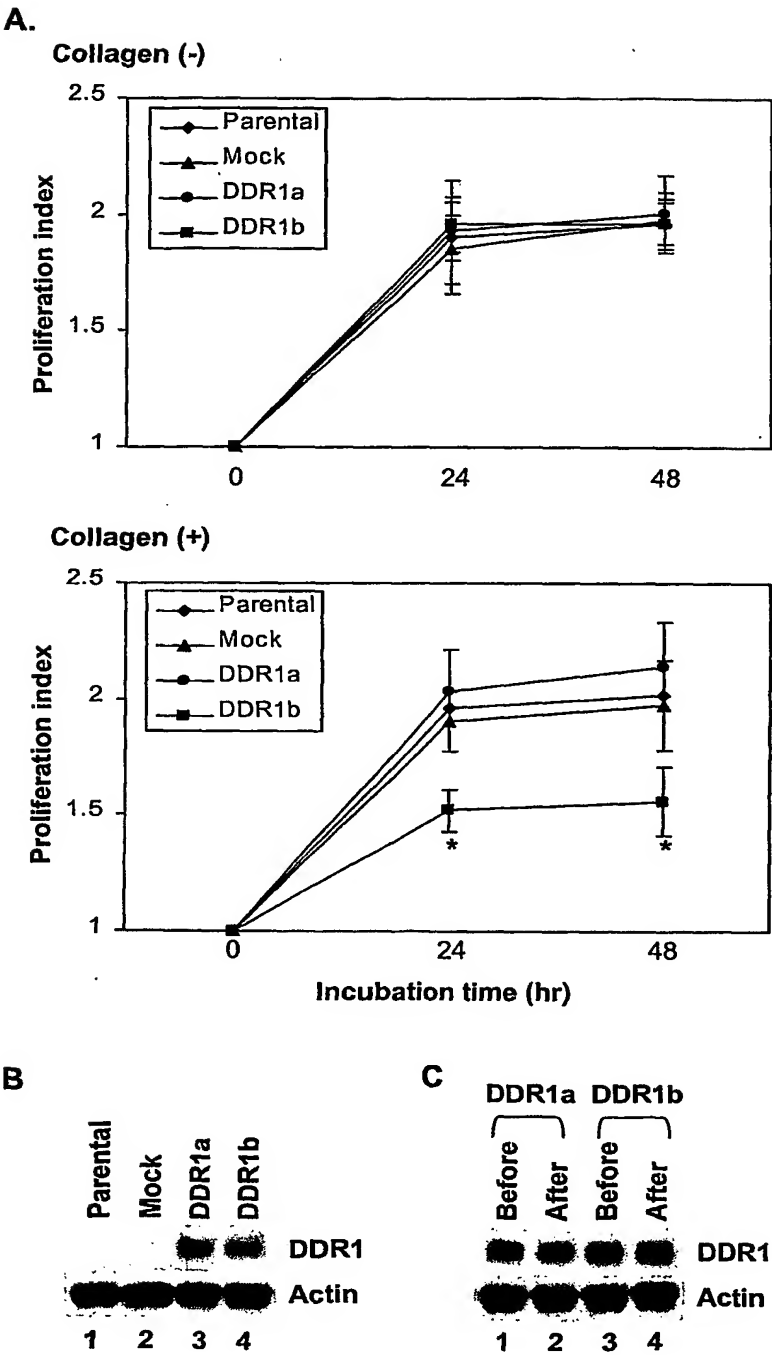 A.
Collagen (-)
2.5
2
1.5
1
Proliferation index
Parental
Mock
DDR1a
DDR1b
0 24 48
Collagen (+)
2.5
2
1.5
1
Proliferation index
Parental
Mock
DDR1a
DDR1b
* *
0 24 48
Incubation time (hr)
B
Parental Mock DDR1a DDR1b
DDR1
Actin
1 2 3 4
C
DDR1a DDR1b
Before After Before After
DDR1
Actin
1 2 3 4